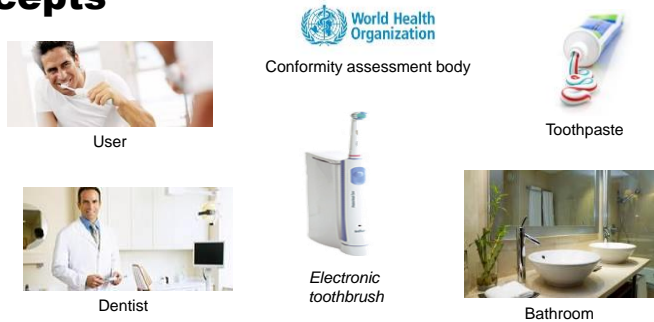 cepts
World Health
Organization
Conformity assessment body
User
Toothpaste
Dentist
Electronic
toothbrush
Bathroom